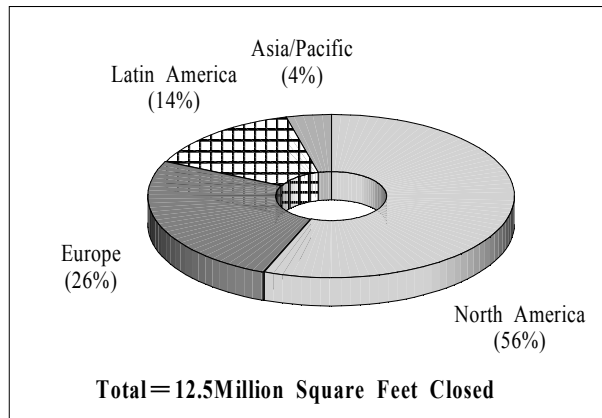 Asia/Pacific
(4%)
Latin America
(14%)
Europe
(26%)
North America
(56%)
Total＝12.5Million Square Feet Closed